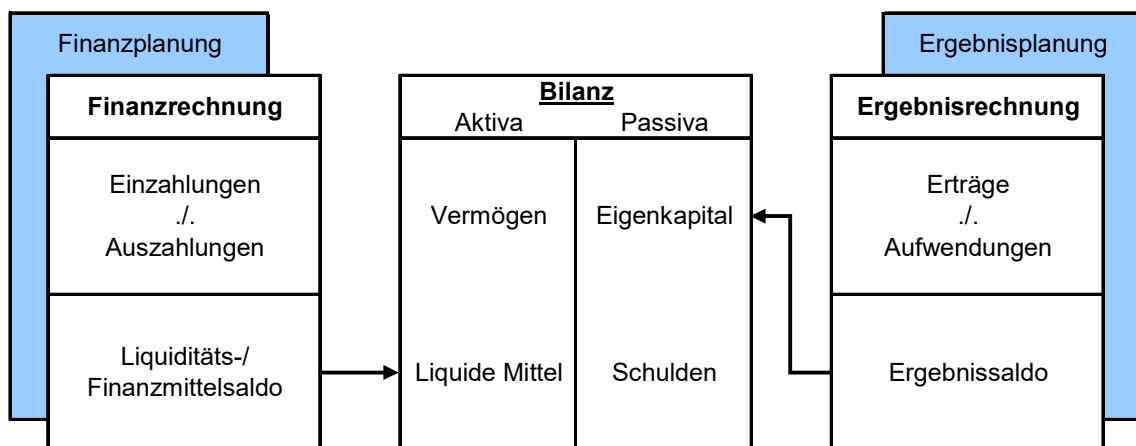 Finanzplanung
Finanzrechnung
Einzahlungen
./.
Auszahlungen
Liquiditäts-/
Finanzmittelsaldo
Bilanz
Aktiva Passiva
Vermögen Eigenkapital
Liquide Mittel Schulden
Ergebnisplanung
Ergebnisrechnung
Erträge
./.
Aufwendungen
Ergebnissaldo